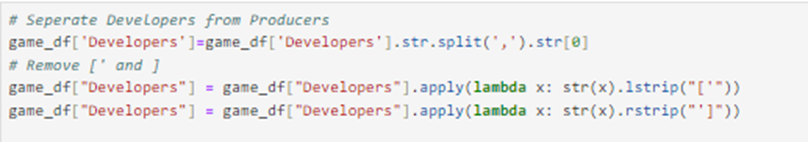 # Seperate Developers from Producers
game_df['Developers']=game_df['Developers'].str.split(',').str[0]
# Remove [' and ]
game_df["Developers"] = game_df["Developers"].apply(lambda x: str(x).lstrip("['"))
game_df["Developers"] = game_df["Developers"].apply(lambda x: str(x).rstrip("']"))